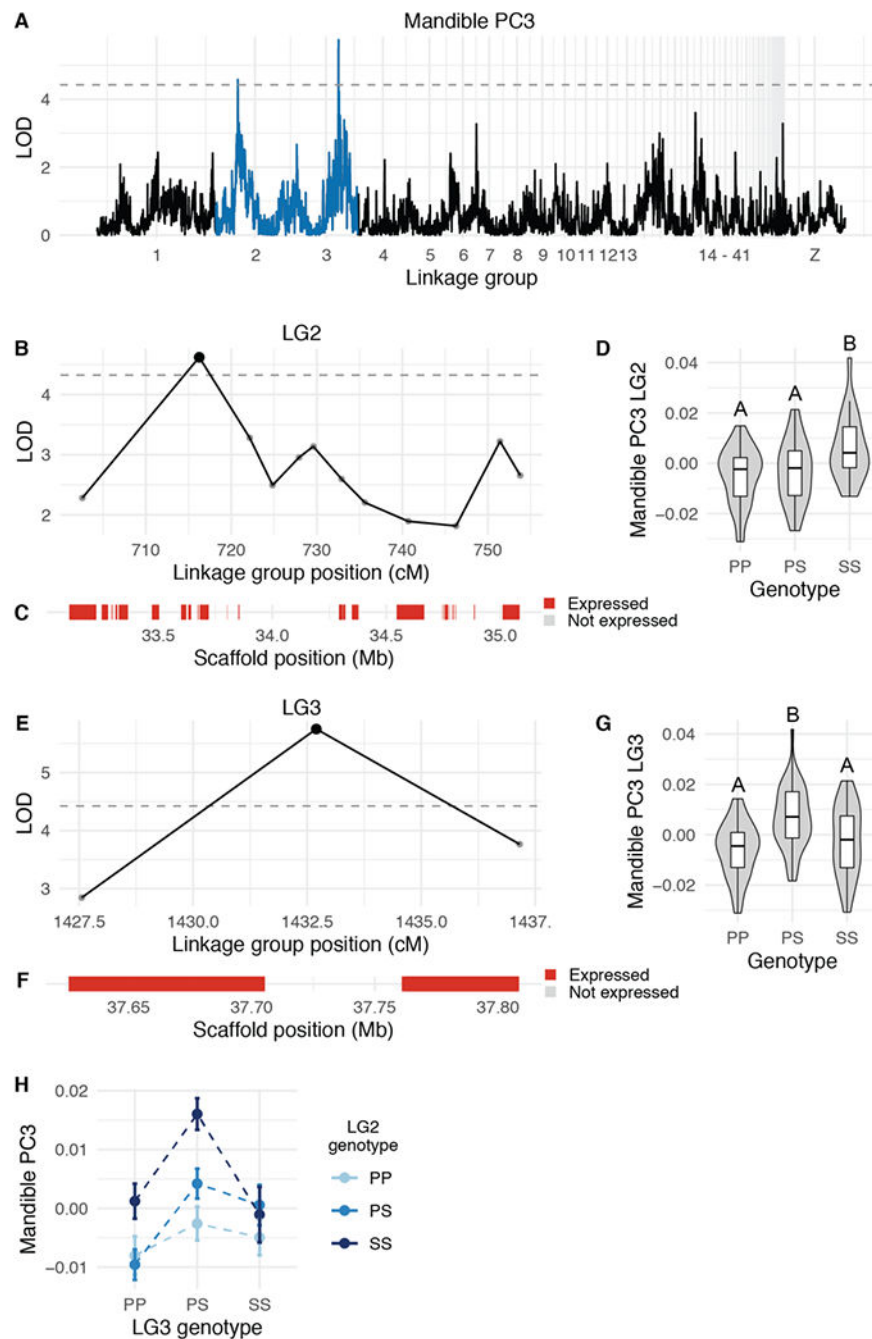 A
Mandible PC3
LOD
4
2
0
1 2 3 4 5 6 7 8 9 10 11 12 13 14 - 41 Z
Linkage group
B
LG2
LOD
4
3
2
710 720 730 740 750
Linkage group position (cM)
C
Expressed
Not expressed
33.5 34.0 34.5 35.0
Scaffold position (Mb)
D
Mandible PC3 LG2
0.04
0.02
0.00
−0.02
A A B
PP PS SS
Genotype
E
LG3
LOD
5
4
3
1427.5 1430.0 1432.5 1435.0 1437.
Linkage group position (cM)
F
Expressed
Not expressed
37.65 37.70 37.75 37.80
Scaffold position (Mb)
G
Mandible PC3 LG3
0.04
0.02
0.00
−0.02
A B A
PP PS SS
Genotype
H
Mandible PC3
0.02
0.01
0.00
−0.01
PP PS SS
LG3 genotype
LG2
genotype
PP
PS
SS